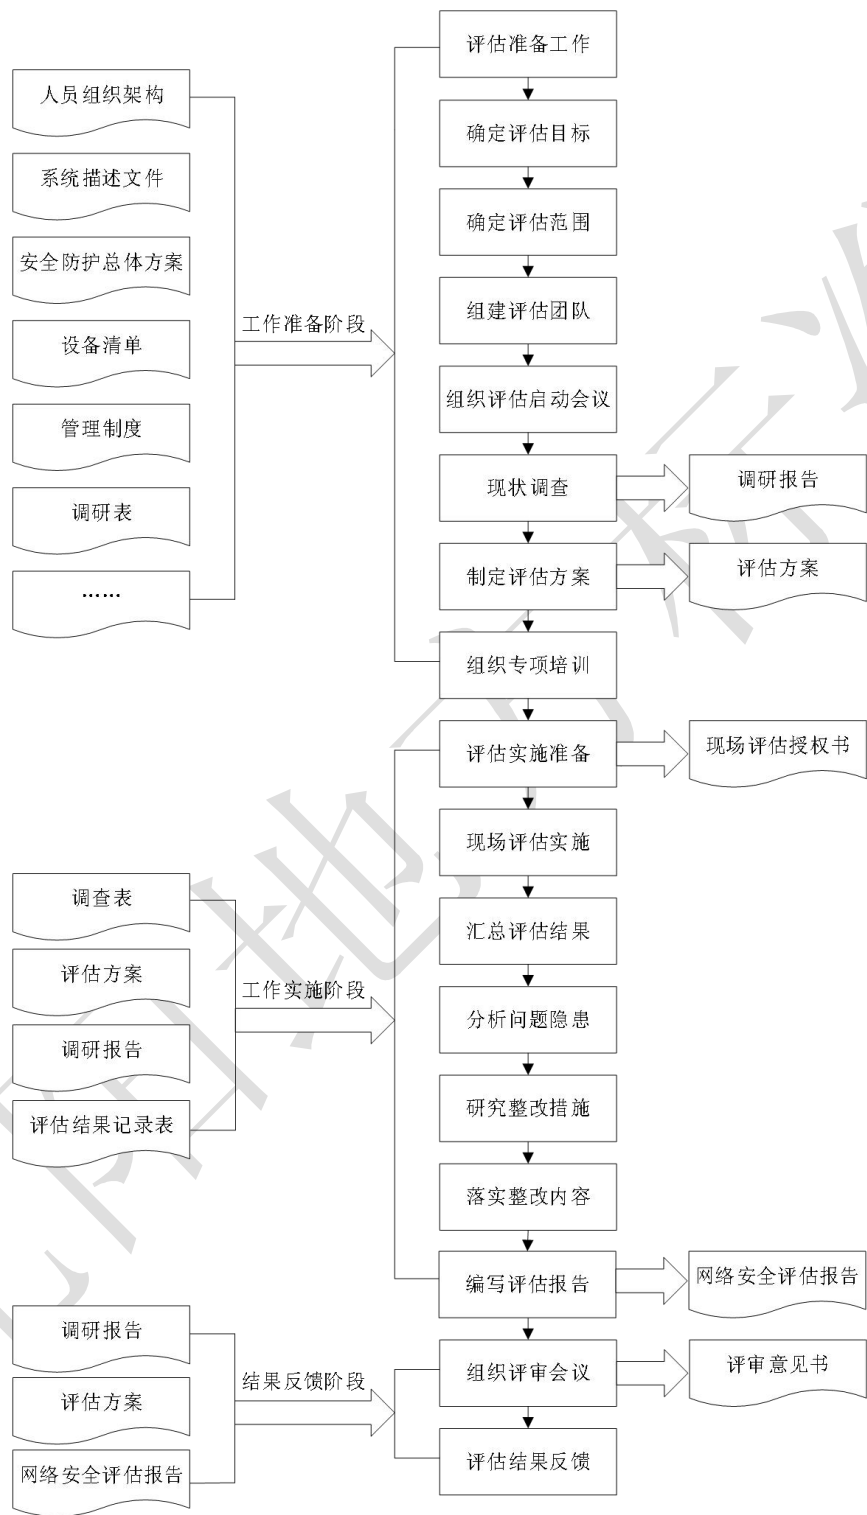 评估准备工作
人员组织架构
确定评估目标
系统描述文件
确定评估范围
安全防护总体方案
组建评估团队
工作准备阶段
设备清单
组织评估启动会议
管理制度
现状调查
调研报告
调研表
制定评估方案
评估方案
……
组织专项培训
评估实施准备
现场评估授权书
现场评估实施
调查表
汇总评估结果
评估方案
工作实施阶段
分析问题隐患
调研报告
研究整改措施
评估结果记录表
落实整改内容
编写评估报告
网络安全评估报告
调研报告
组织评审会议
评审意见书
结果反馈阶段
评估方案
评估结果反馈
网络安全评估报告